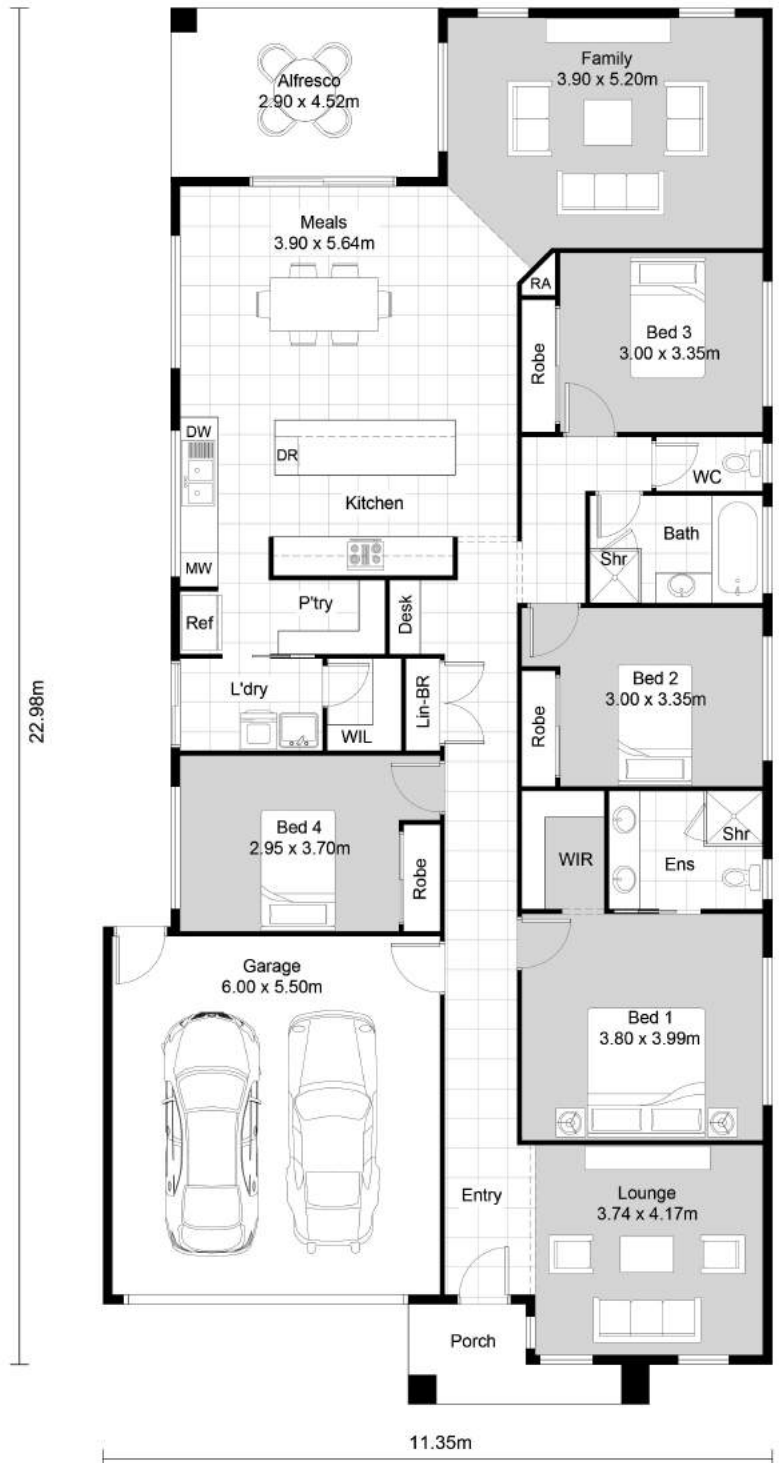 Family
3.90 x 5.20m
Alfresco
2.90 x 4.52m
Meals
3.90 x 5.64m
RA
Bed 3
3.00 x 3.35m
Robe
DW
DR
WC
Kitchen
Bath
Shr
MW
P'try
Ref
Desk
L'dry
WIL
Lin-BR
Bed 2
3.00 x 3.35m
Robe
22.98m
Bed 4
2.95 x 3.70m
Robe
WIR
Ens
Shr
Garage
6.00 x 5.50m
Bed 1
3.80 x 3.99m
Entry
Lounge
3.74 x 4.17m
Porch
11.35m